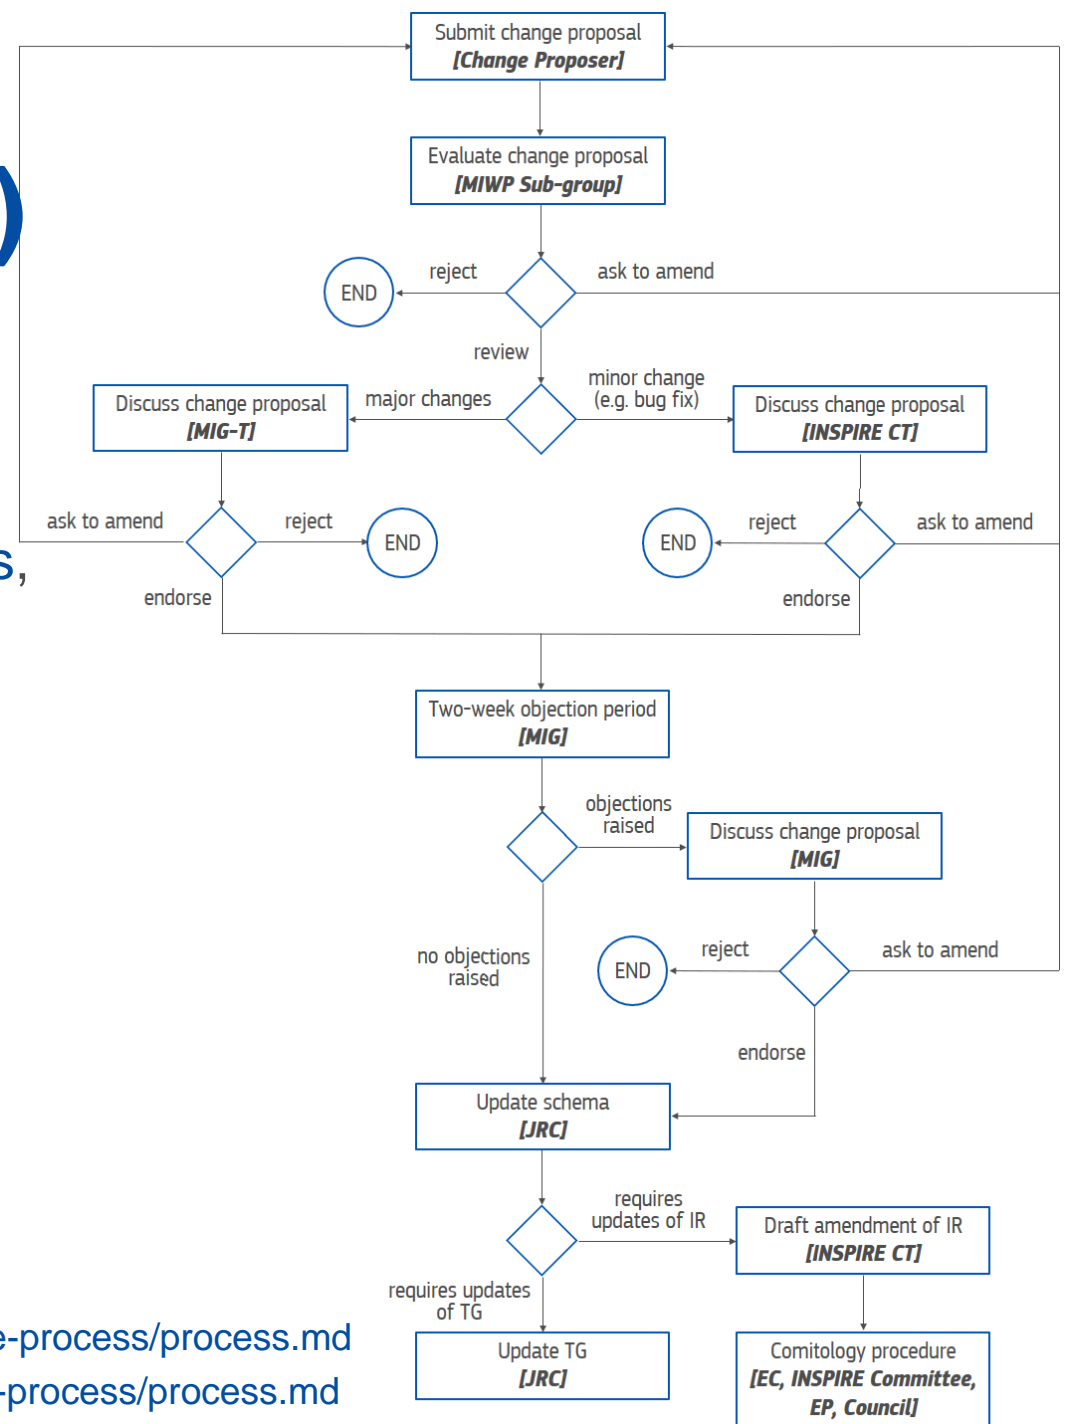 Submit change proposal
[Change Proposer]
Evaluate change proposal
[MIWP Sub-group]
)
reject
ask to amend
END
review
minor change
(e.g. bug fix)
major changes
Discuss change proposal
[MIG-T]
Discuss change proposal
[INSPIRE CT]
ask to amend
reject
END
END
reject
ask to amend
s,
endorse
endorse
Two-week objection period
[MIG]
objections
raised
Discuss change proposal
[MIG]
no objections
raised
END
reject
ask to amend
endorse
Update schema
[JRC]
requires
updates of IR
Draft amendment of IR
[INSPIRE CT]
requires updates
of TG
e-process/process.md
Update TG
[JRC]
Comitology procedure
[EC, INSPIRE Committee,
EP, Council]
-process/process.md